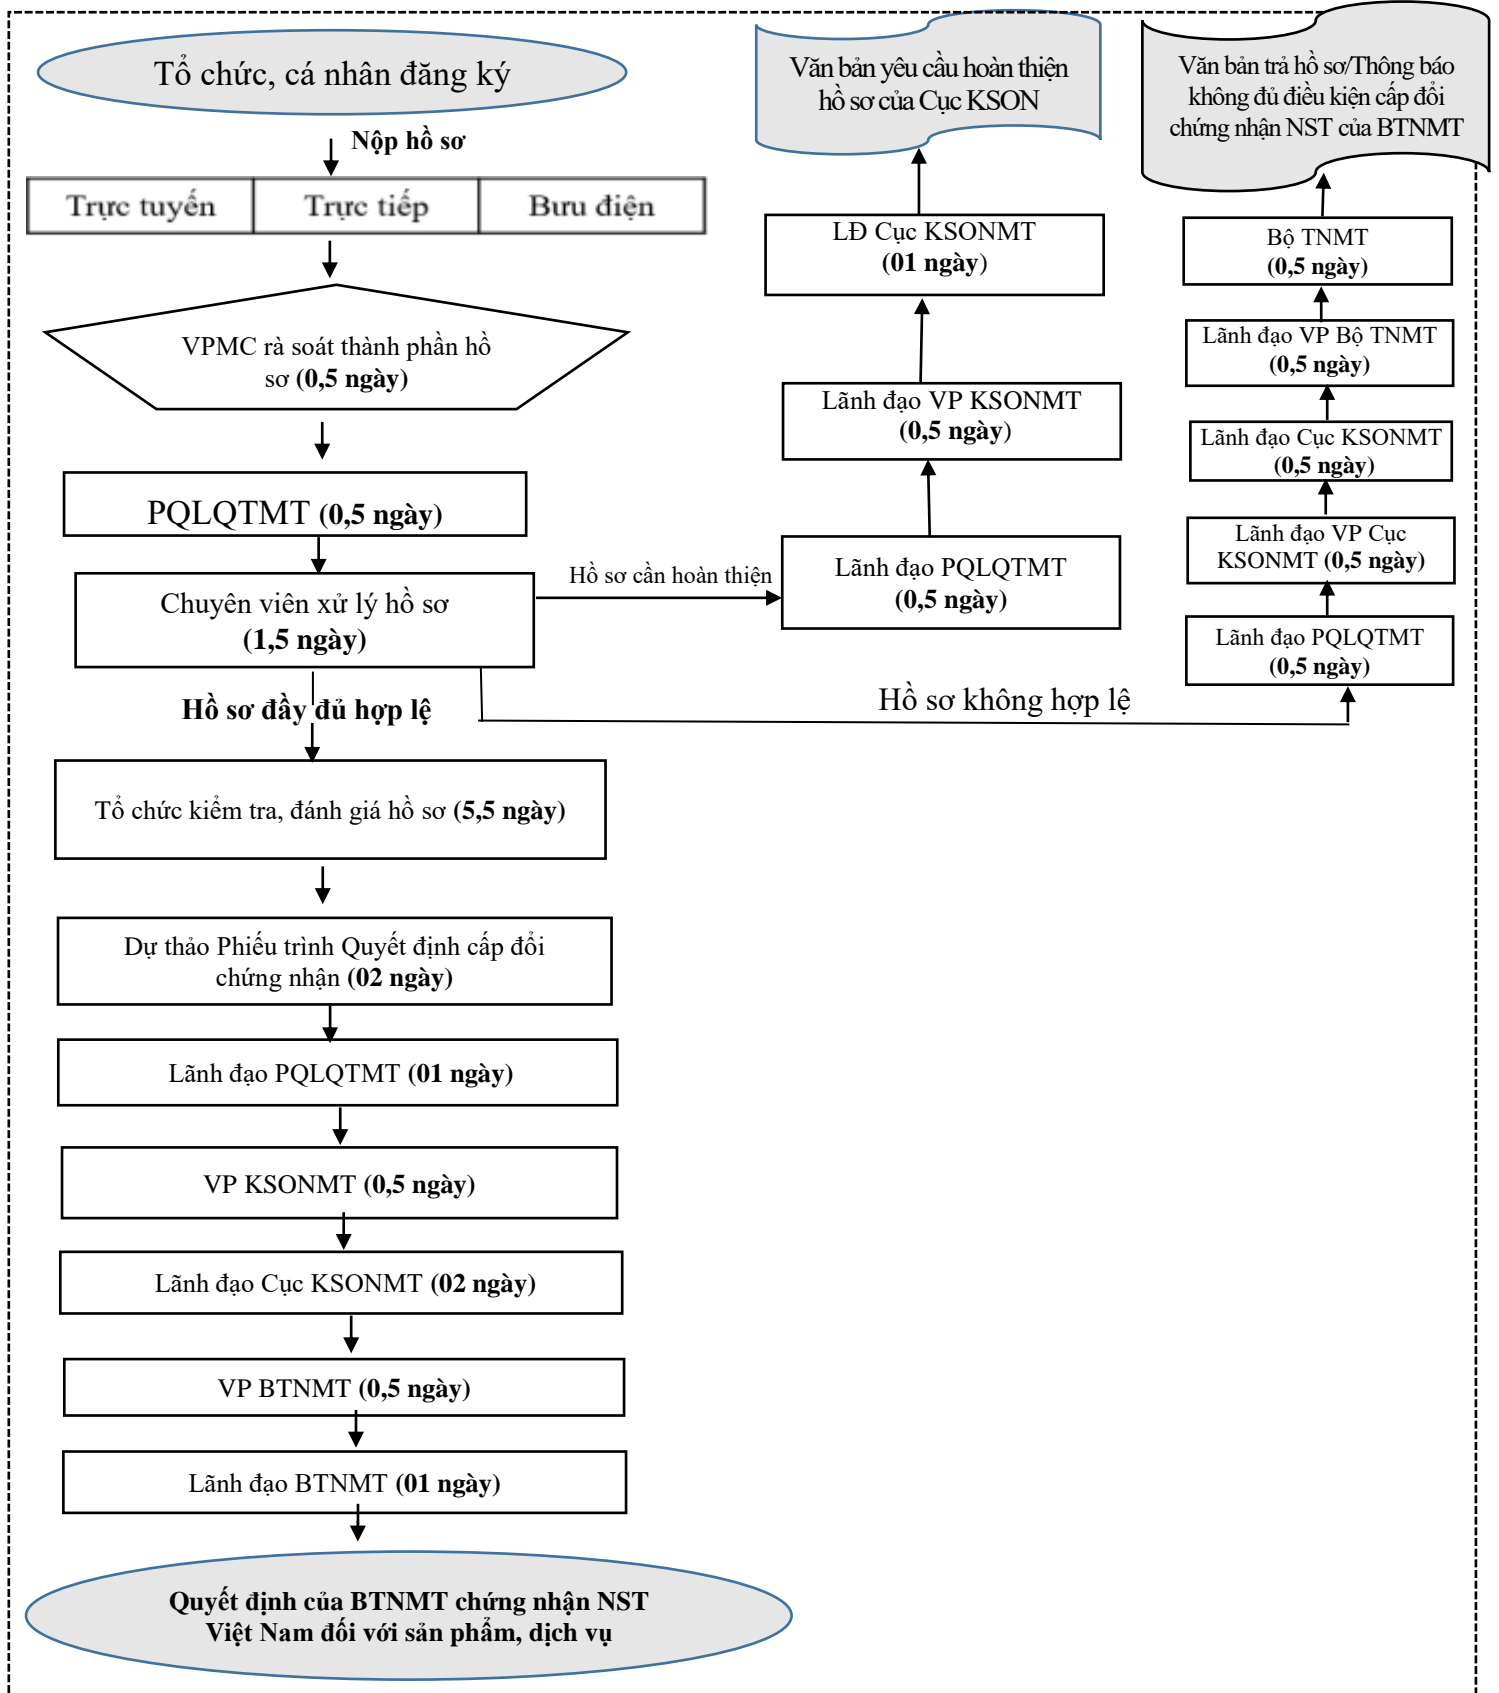 Tổ chức, cá nhân đăng ký
Nộp hồ sơ
Trực tuyến Trực tiếp Bưu điện
VPMC rà soát thành phần hồ
sơ (0,5 ngày)
PQLQTMT (0,5 ngày)
Chuyên viên xử lý hồ sơ
(1,5 ngày)
Hồ sơ cần hoàn thiện
Lãnh đạo PQLQTMT
(0,5 ngày)
Lãnh đạo VP KSONMT
(0,5 ngày)
LĐ Cục KSONMT
(01 ngày)
Văn bản yêu cầu hoàn thiện
hồ sơ của Cục KSON
Hồ sơ không hợp lệ
Lãnh đạo PQLQTMT
(0,5 ngày)
Lãnh đạo VP Cục
KSONMT (0,5 ngày)
Lãnh đạo Cục KSONMT
(0,5 ngày)
Lãnh đạo VP Bộ TNMT
(0,5 ngày)
Bộ TNMT
(0,5 ngày)
Văn bản trả hồ sơ/Thông báo
không đủ điều kiện cấp đổi
chứng nhận NST của BTNMT
Hồ sơ đầy đủ hợp lệ
Tổ chức kiểm tra, đánh giá hồ sơ (5,5 ngày)
Dự thảo Phiếu trình Quyết định cấp đổi
chứng nhận (02 ngày)
Lãnh đạo PQLQTMT (01 ngày)
VP KSONMT (0,5 ngày)
Lãnh đạo Cục KSONMT (02 ngày)
VP BTNMT (0,5 ngày)
Lãnh đạo BTNMT (01 ngày)
Quyết định của BTNMT chứng nhận NST
Việt Nam đối với sản phẩm, dịch vụ